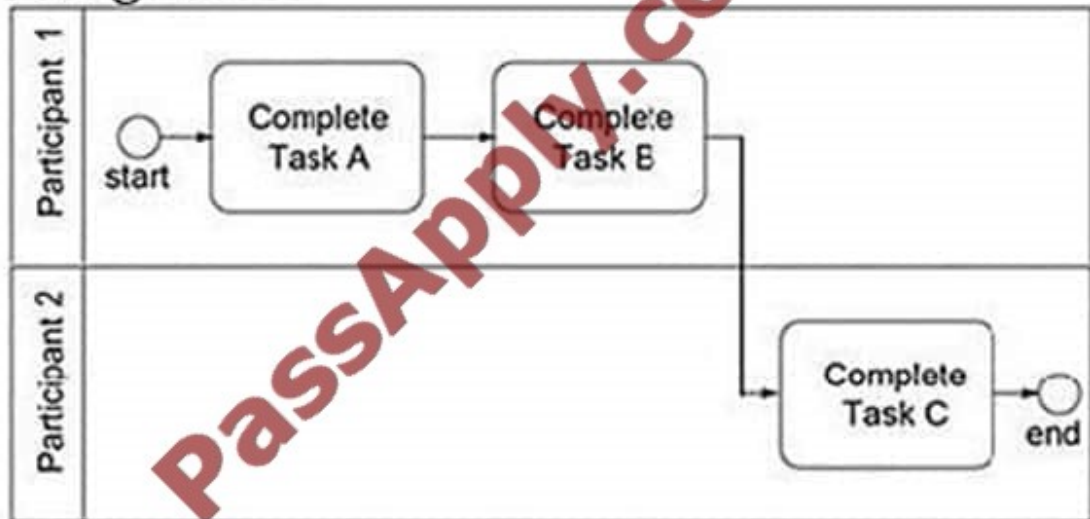 Participant 1
start
Complete
Task A
Complete
Task B
Participant 2
Complete
Task C
end
PassApply.co